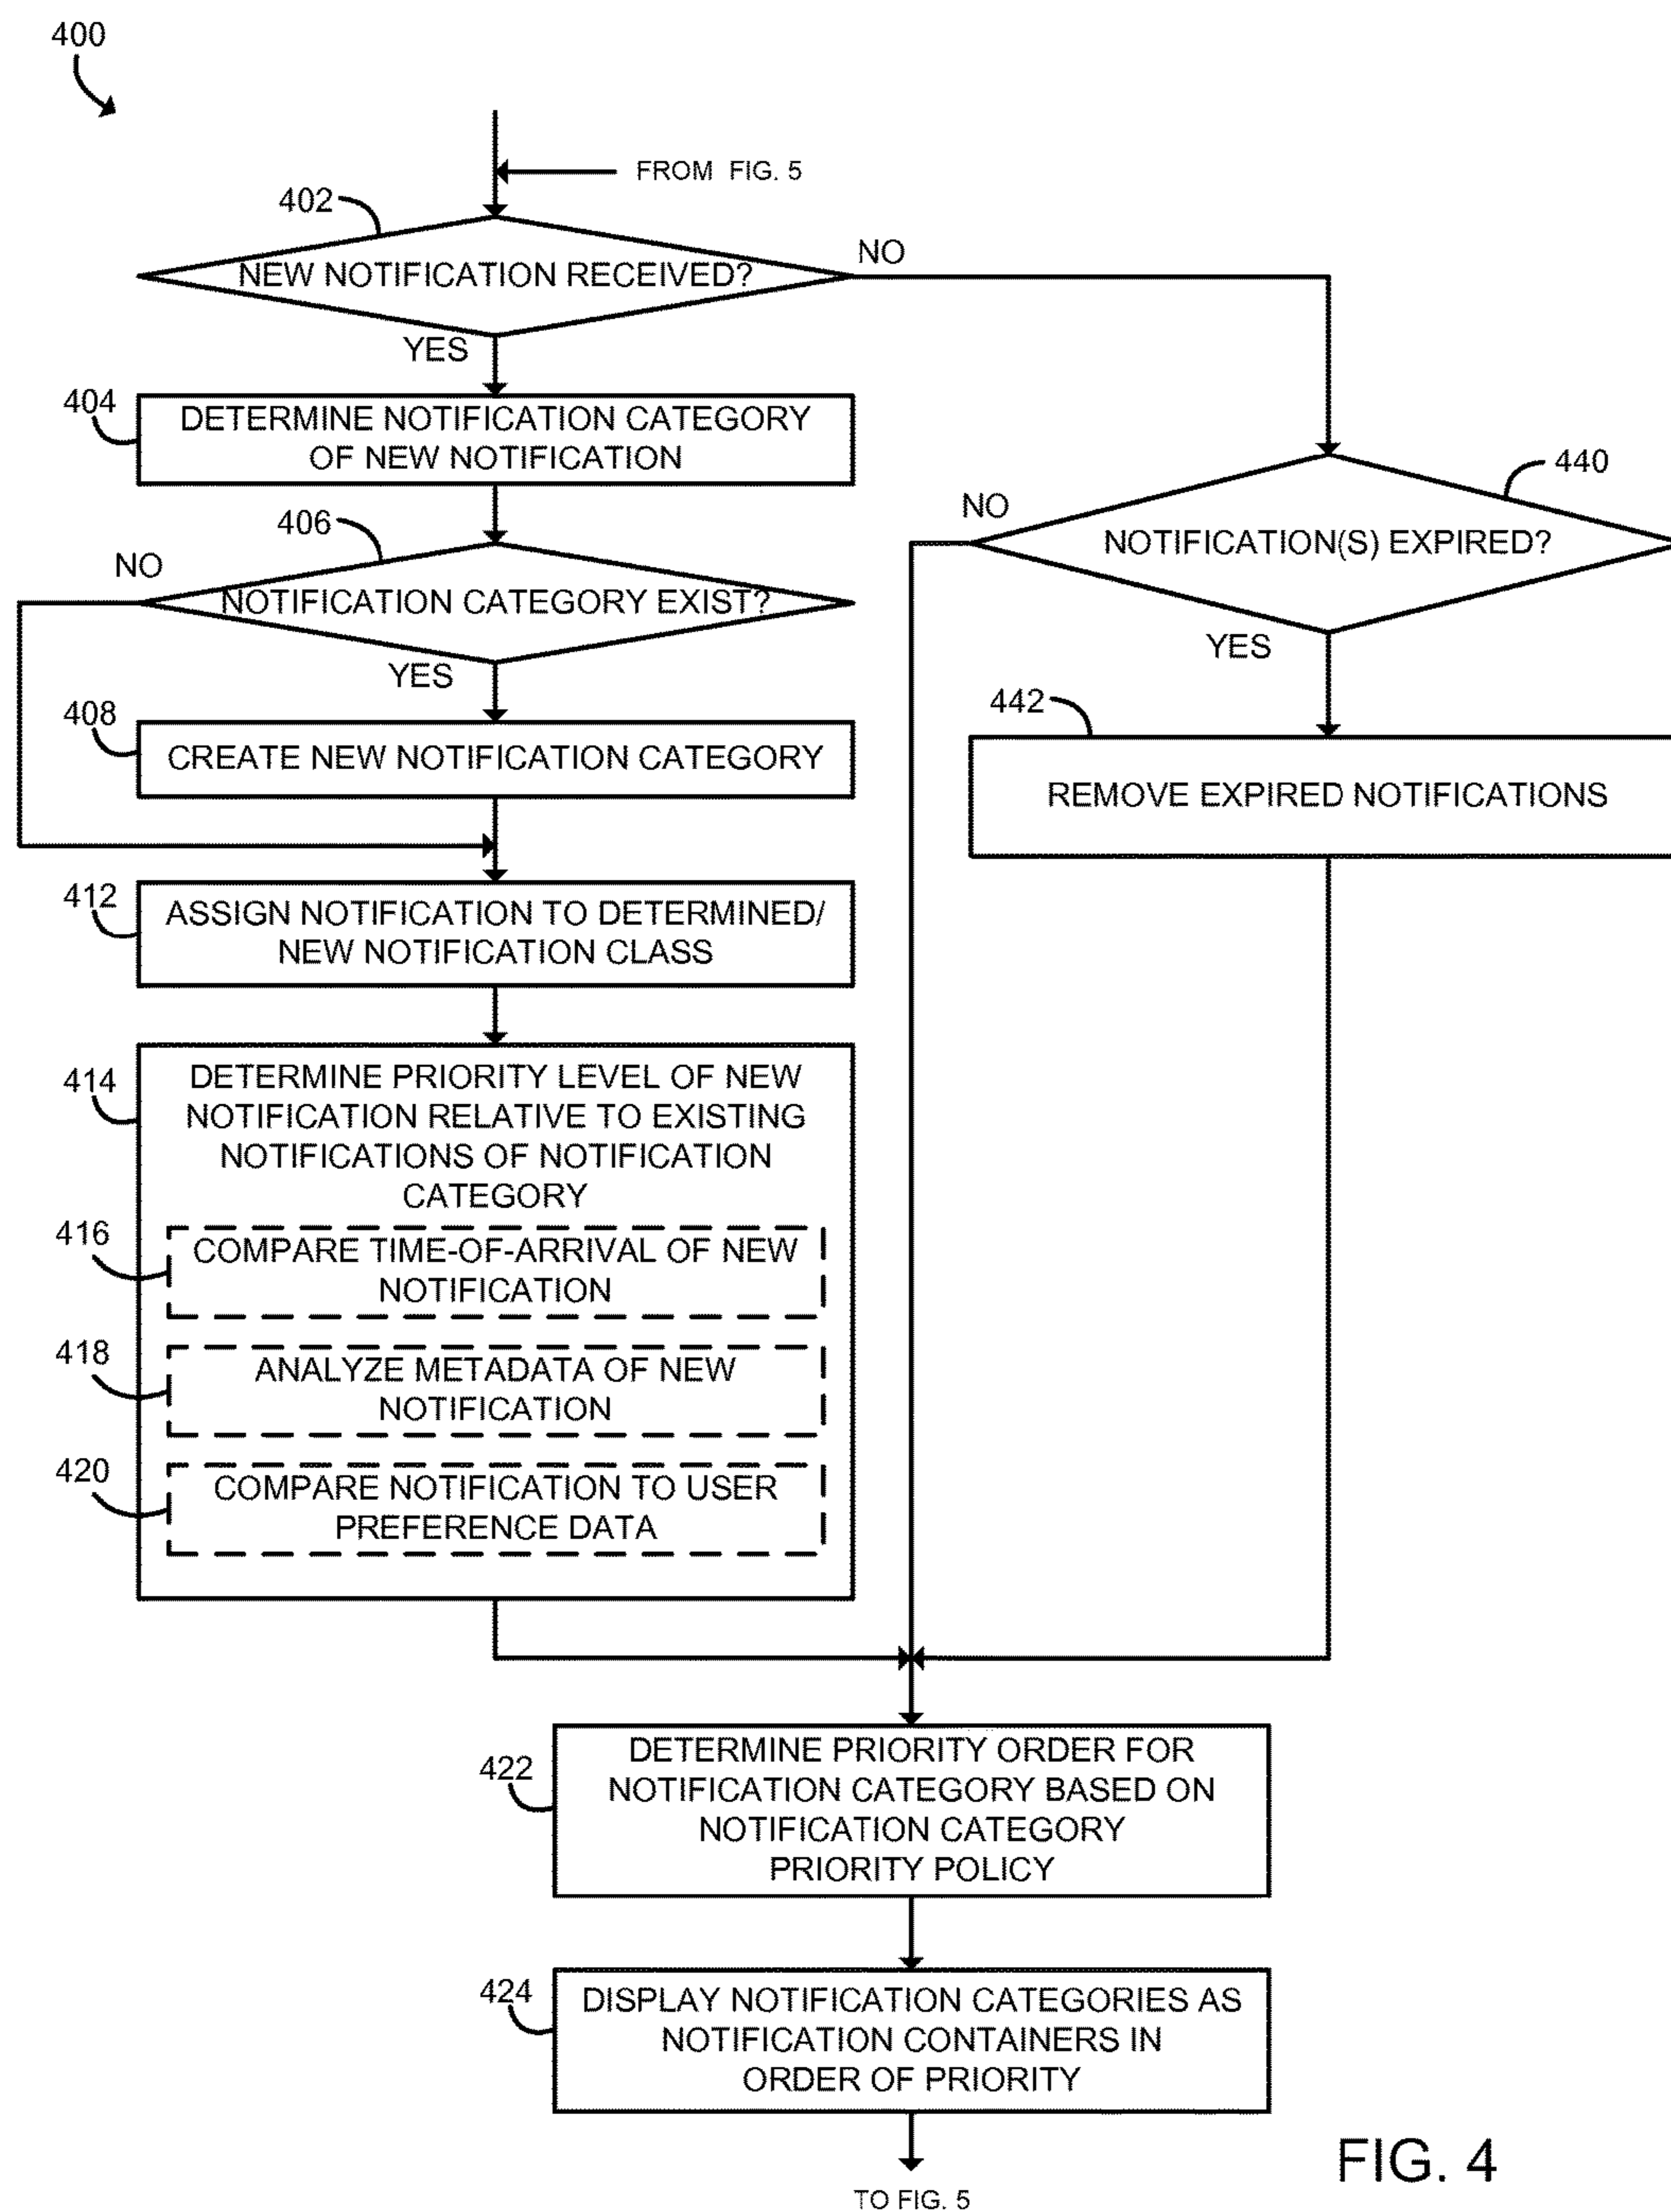 400
FROM FIG. 5
402
NEW NOTIFICATION RECEIVED?
NO
YES
404
DETERMINE NOTIFICATION CATEGORY
OF NEW NOTIFICATION
406
NO
NOTIFICATION CATEGORY EXIST?
YES
408
CREATE NEW NOTIFICATION CATEGORY
412
ASSIGN NOTIFICATION TO DETERMINED/
NEW NOTIFICATION CLASS
414
DETERMINE PRIORITY LEVEL OF NEW
NOTIFICATION RELATIVE TO EXISTING
NOTIFICATIONS OF NOTIFICATION
CATEGORY
416
COMPARE TIME-OF-ARRIVAL OF NEW
NOTIFICATION
418
ANALYZE METADATA OF NEW
NOTIFICATION
420
COMPARE NOTIFICATION TO USER
PREFERENCE DATA
440
NO
NOTIFICATION(S) EXPIRED?
YES
442
REMOVE EXPIRED NOTIFICATIONS
422
DETERMINE PRIORITY ORDER FOR
NOTIFICATION CATEGORY BASED ON
NOTIFICATION CATEGORY
PRIORITY POLICY
424
DISPLAY NOTIFICATION CATEGORIES AS
NOTIFICATION CONTAINERS IN
ORDER OF PRIORITY
TO FIG. 5
FIG. 4